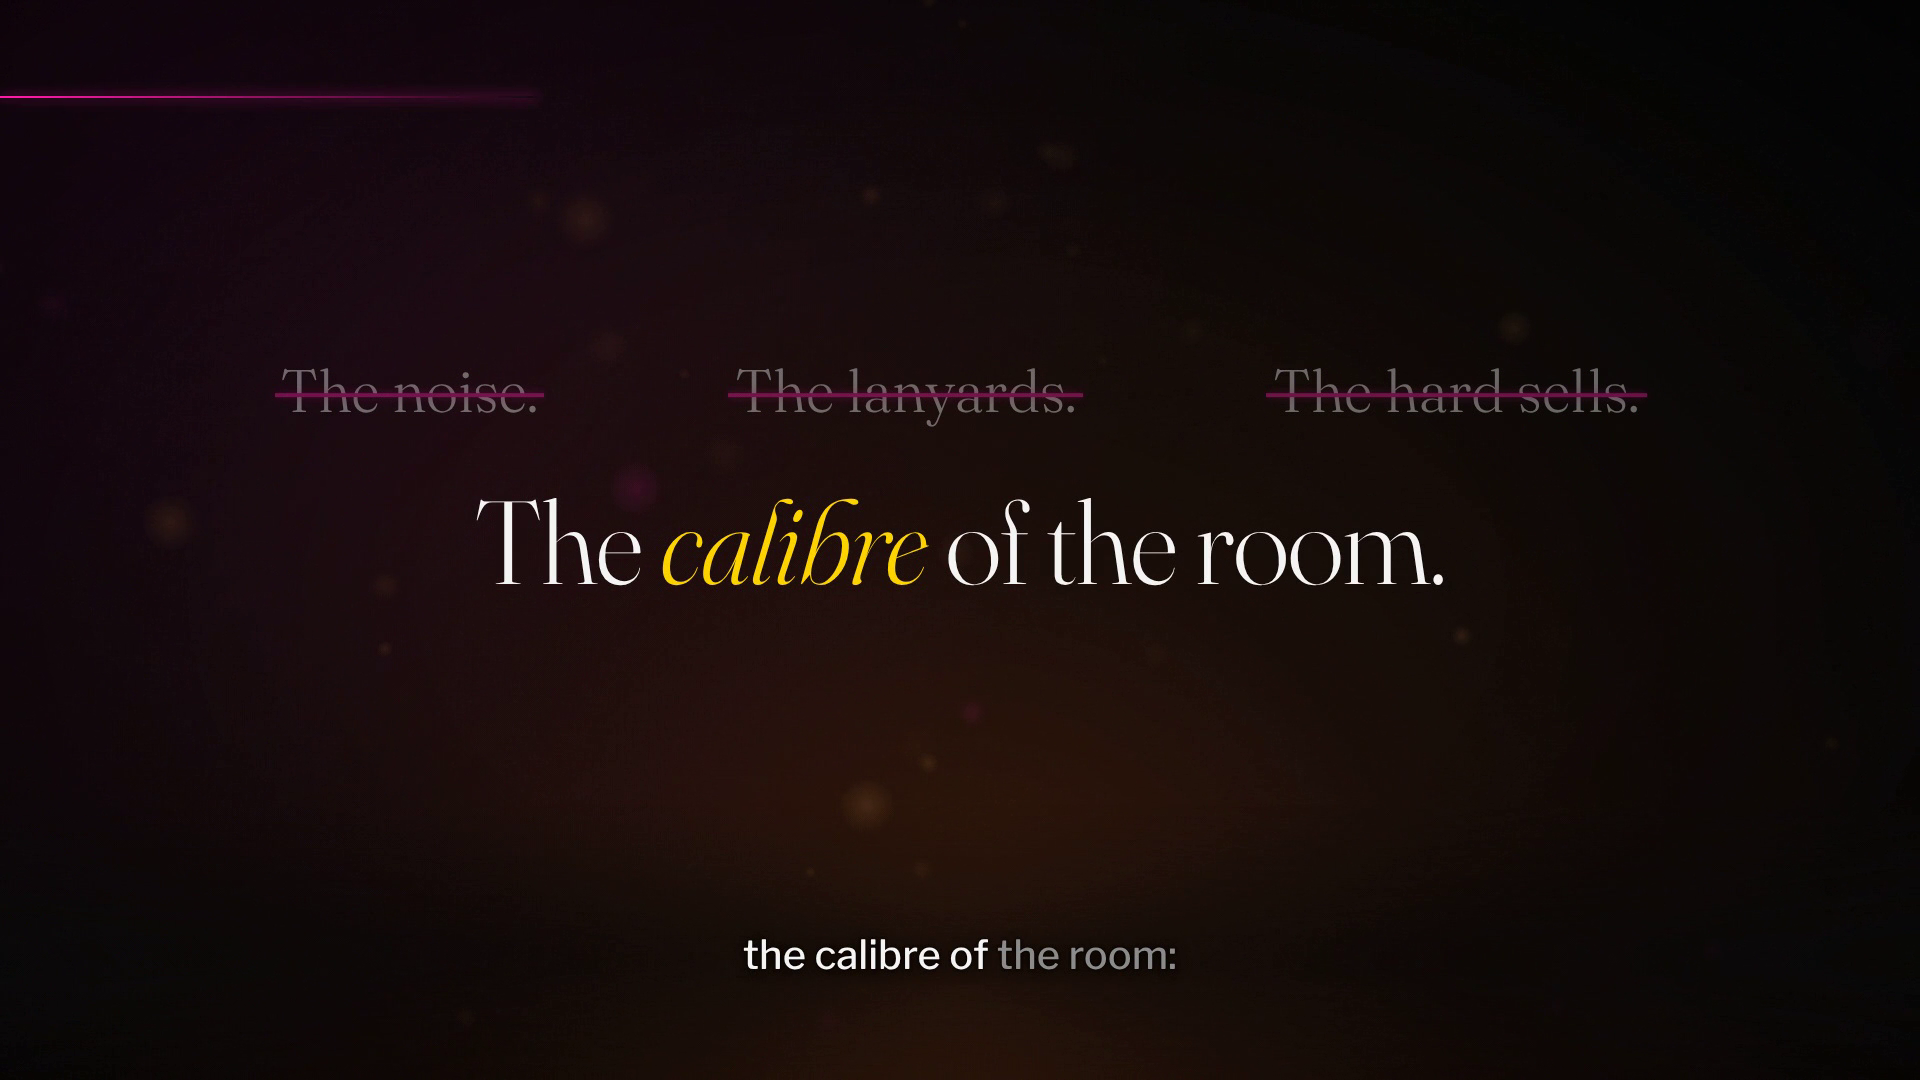 The noise. The lanyards. The hard sells.
The calibre of the room.
the calibre of the room: